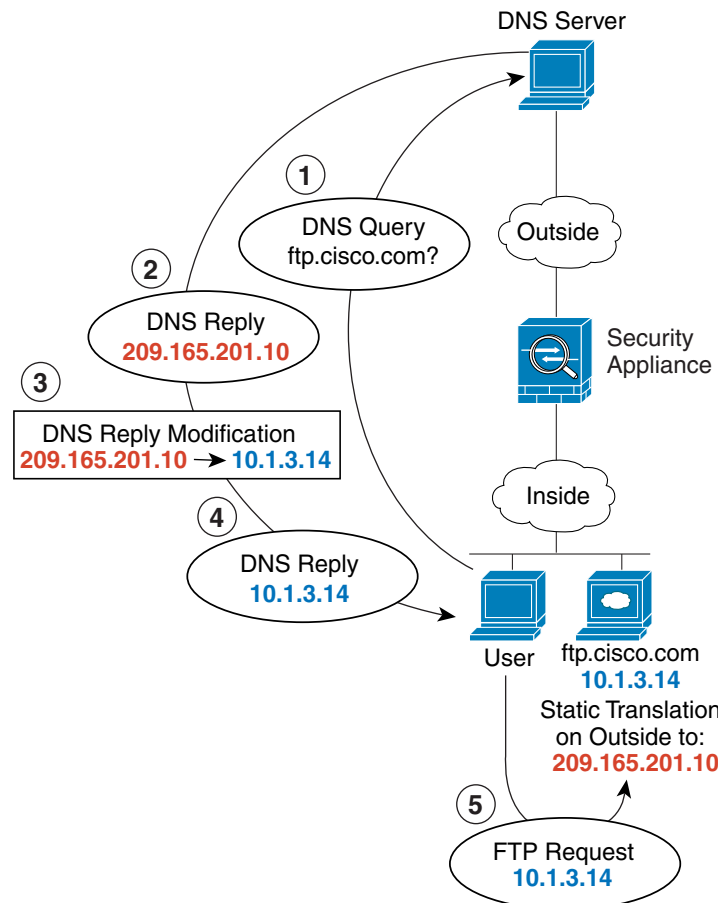 DNS Server
1
DNS Query
ftp.cisco.com?
Outside
2
DNS Reply
209.165.201.10
Security
Appliance
3
DNS Reply Modification
209.165.201.10 10.1.3.14
Inside
4
DNS Reply
10.1.3.14
User
ftp.cisco.com
10.1.3.14
Static Translation
on Outside to:
209.165.201.10
5
FTP Request
10.1.3.14